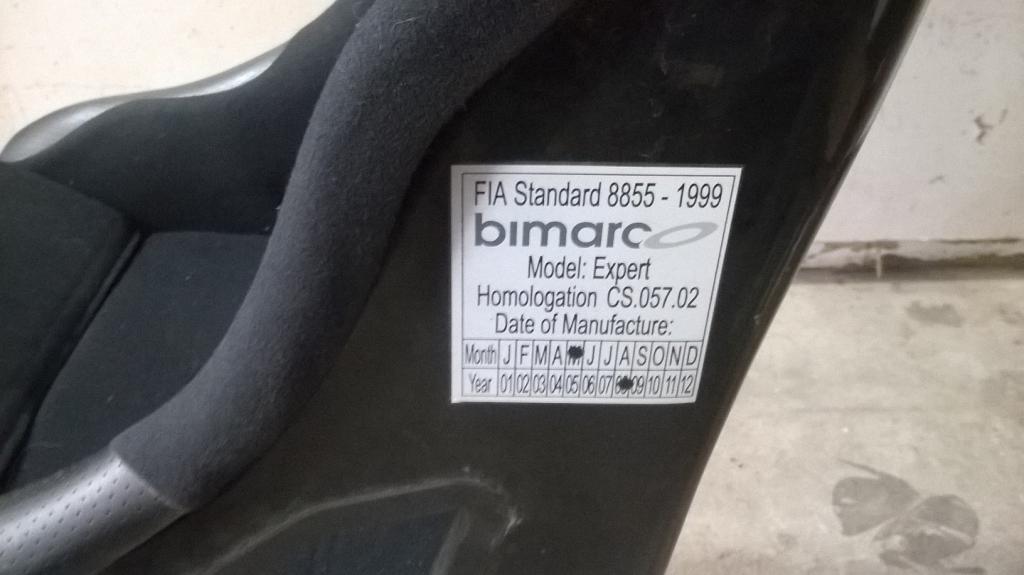 FIA Standard 8855 - 1999
bimarco
Model: Expert
Homologation CS.057.02
Date of Manufacture:
Month J F M A M J J A S O N D
Year 01 02 03 04 05 06 07 08 09 10 11 12